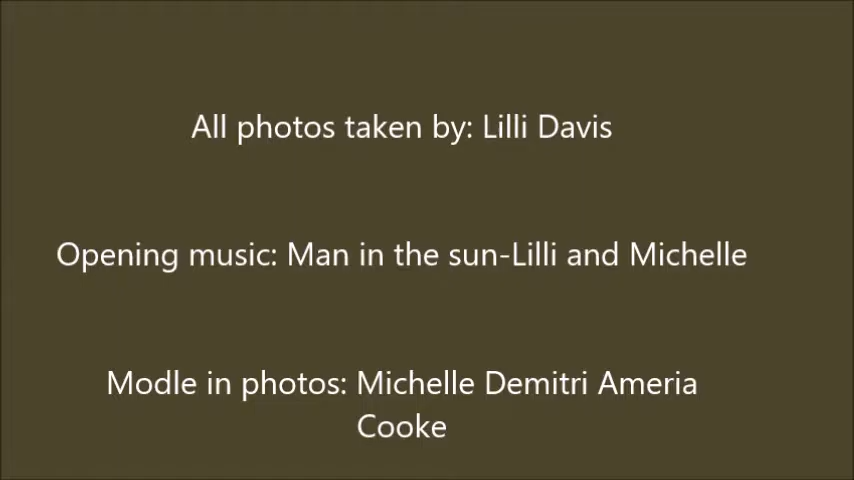 All photos taken by: Lilli Davis
Opening music: Man in the sun-Lilli and Michelle
Modle in photos: Michelle Demitri Ameria
Cooke